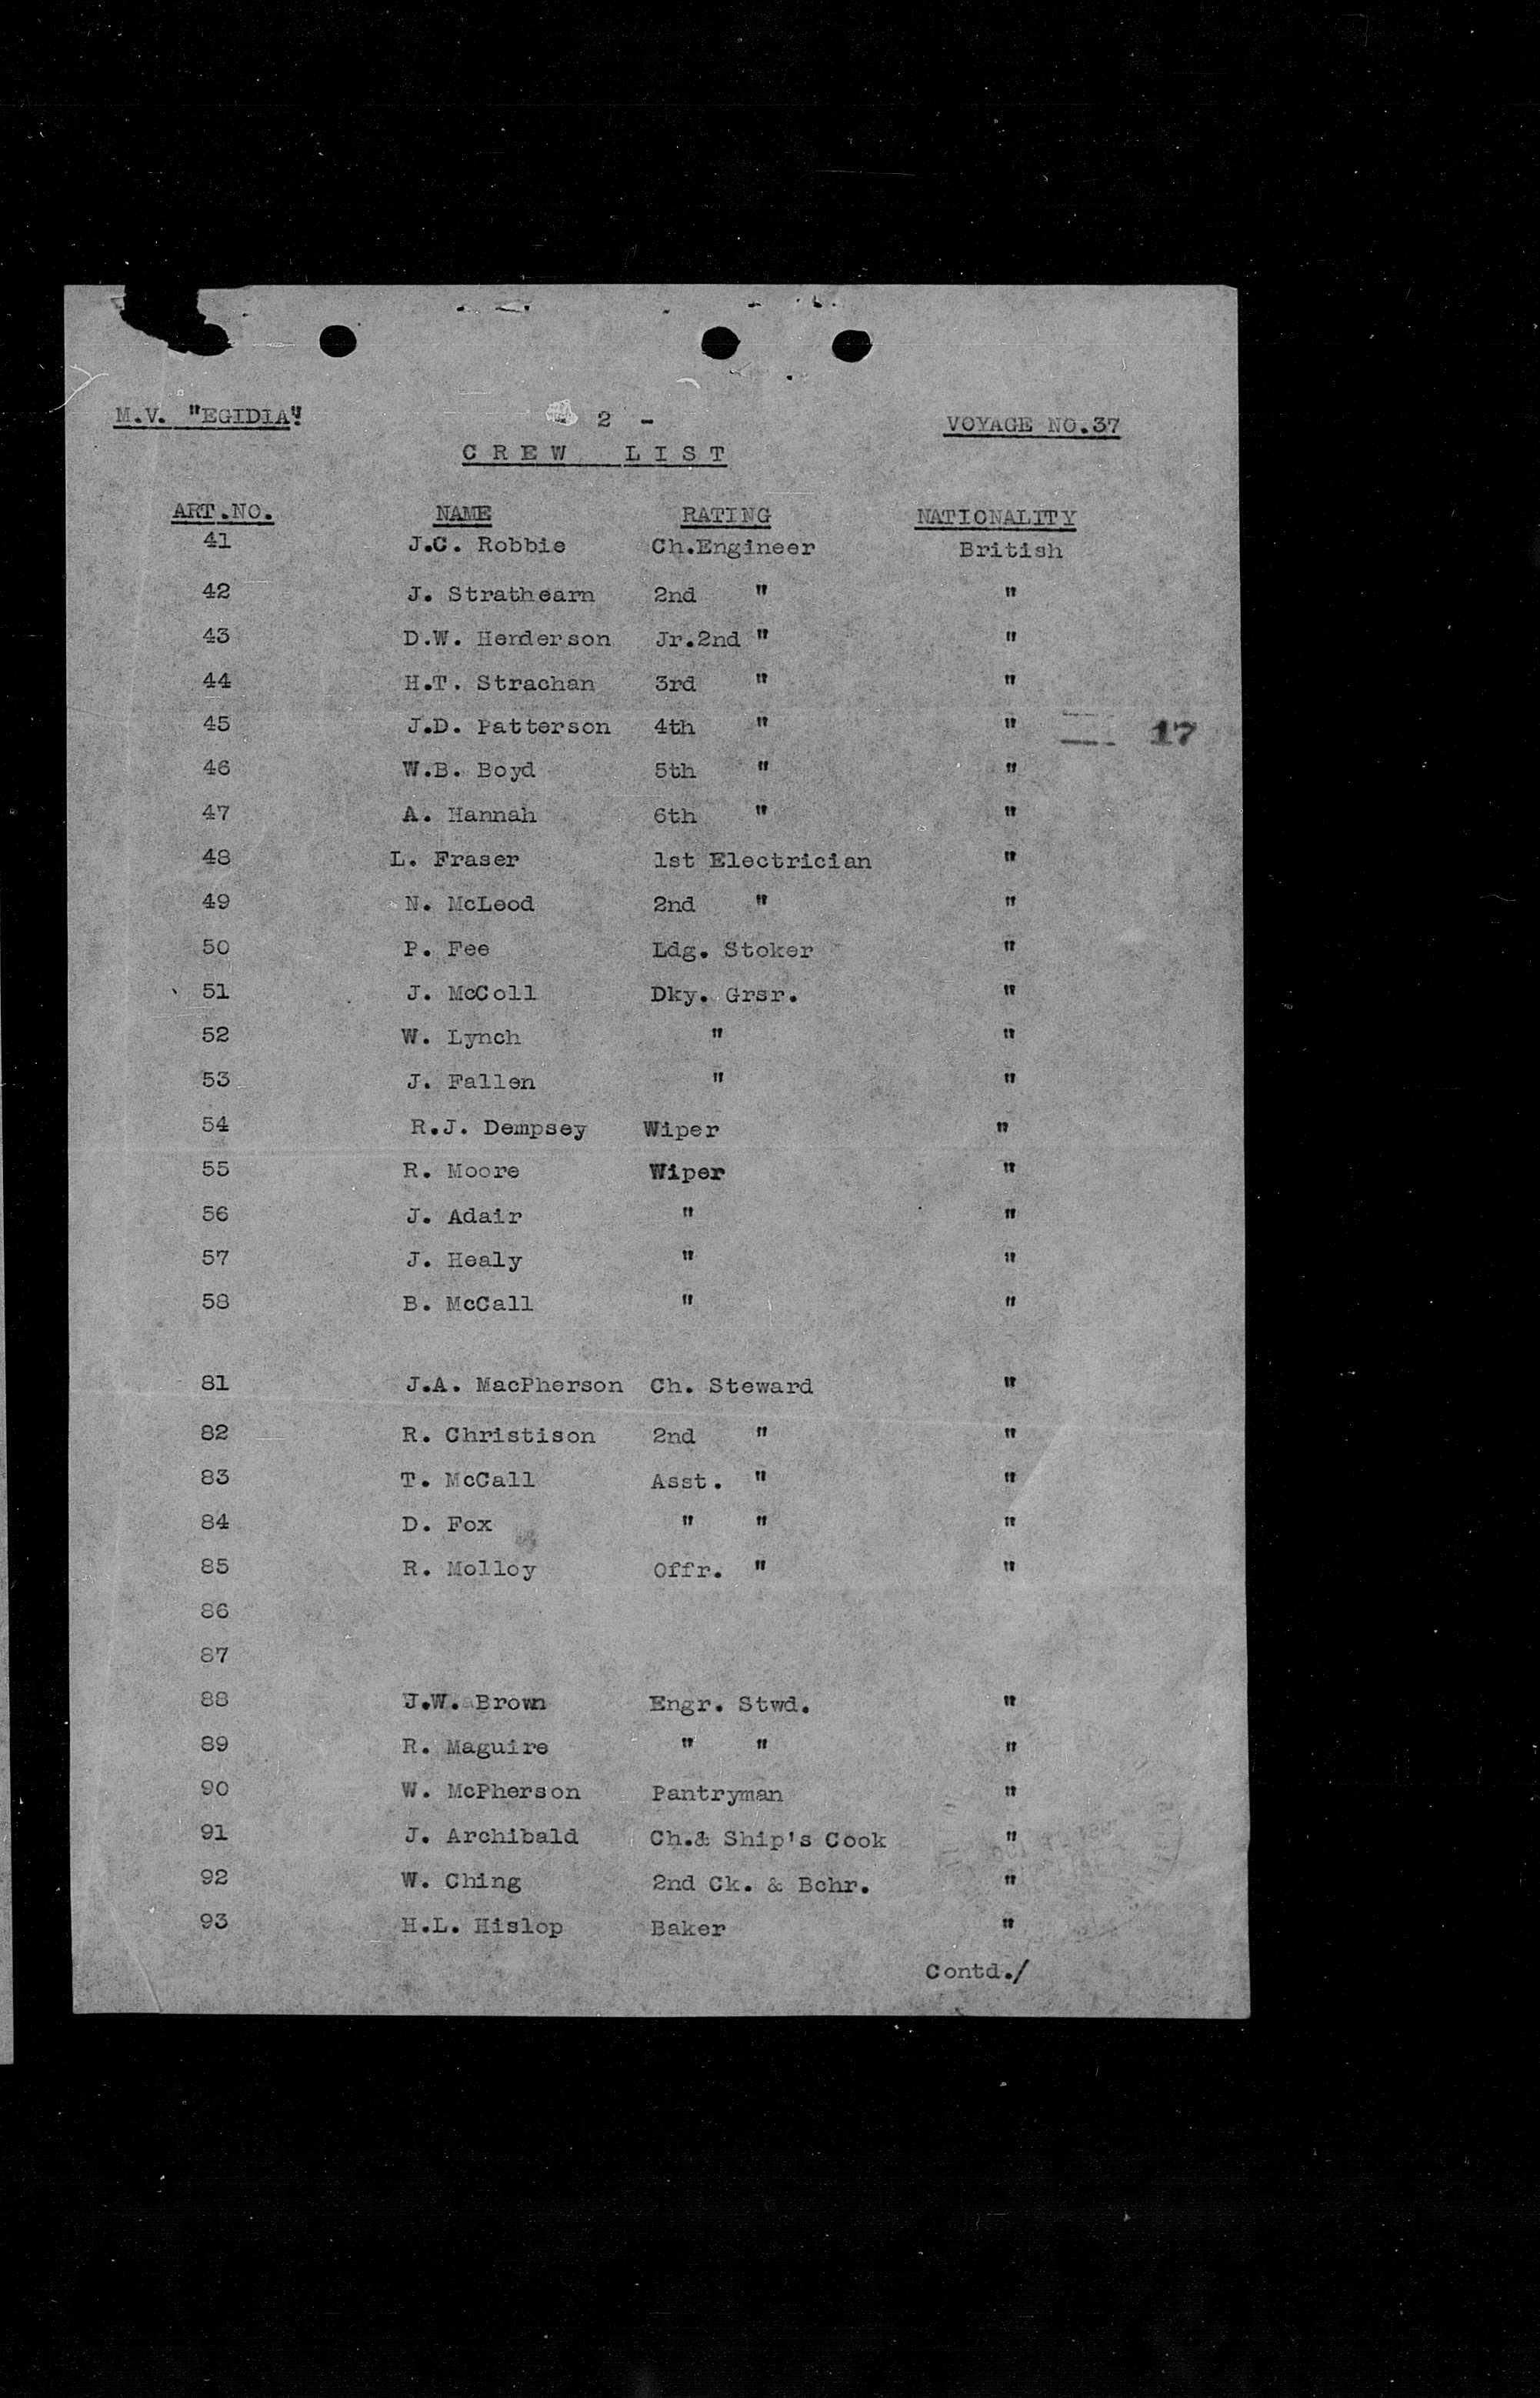 M.V. "EGIDIA" 2 - VOYAGE NO.37
CREW LIST
ART.NO. NAME RATING NATIONALITY
41 J.C. Robbie Ch.Engineer British
42 J. Strathearn 2nd " "
43 D.W. Henderson Jr.2nd " "
44 H.T. Strachan 3rd " "
45 J.D. Patterson 4th " " 17
46 W.B. Boyd 5th " "
47 A. Hannah 6th " "
48 L. Fraser 1st Electrician "
49 N. McLeod 2nd " "
50 P. Fee Ldg. Stoker "
51 J. McColl Dky. Grsr. "
52 W. Lynch " "
53 J. Fallen " "
54 R.J. Dempsey Wiper "
55 R. Moore Wiper "
56 J. Adair " "
57 J. Healy " "
58 B. McCall " "
81 J.A. MacPherson Ch. Steward "
82 R. Christison 2nd " "
83 T. McCall Asst. " "
84 D. Fox " " "
85 R. Molloy Offr. " "
86
87
88 J.W. Brown Engr. Stwd. "
89 R. Maguire " " "
90 W. McPherson Pantryman "
91 J. Archibald Ch.& Ship's Cook "
92 W. Ching 2nd Ck. & Bchr. "
93 H.L. Hislop Baker "
Contd./